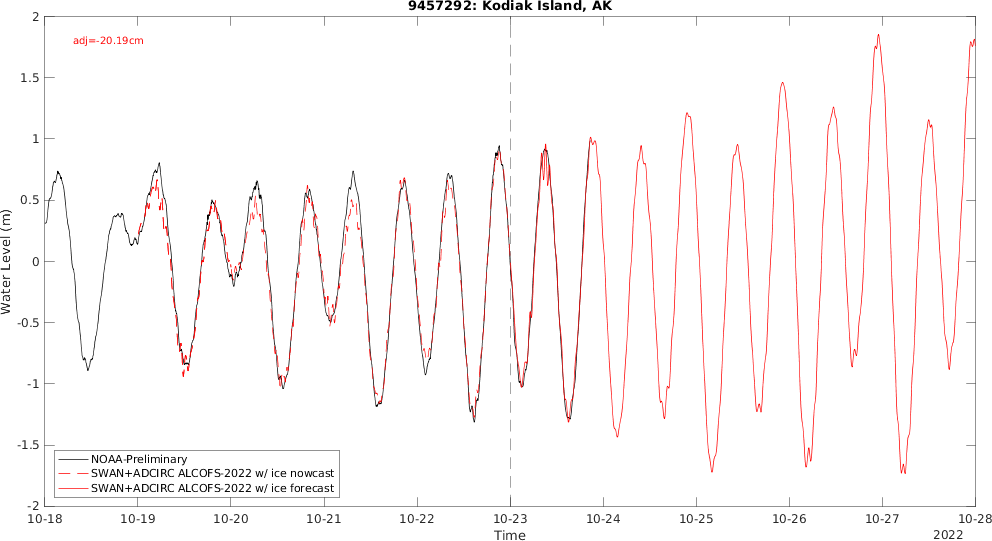 9457292: Kodiak Island, AK
adj=-20.19cm
2
1.5
1
0.5
0
-0.5
-1
-1.5
-2
Water Level (m)
NOAA-Preliminary
SWAN+ADCIRC ALCOFS-2022 w/ ice nowcast
SWAN+ADCIRC ALCOFS-2022 w/ ice forecast
10-18 10-19 10-20 10-21 10-22 10-23 10-24 10-25 10-26 10-27 10-28
Time
2022